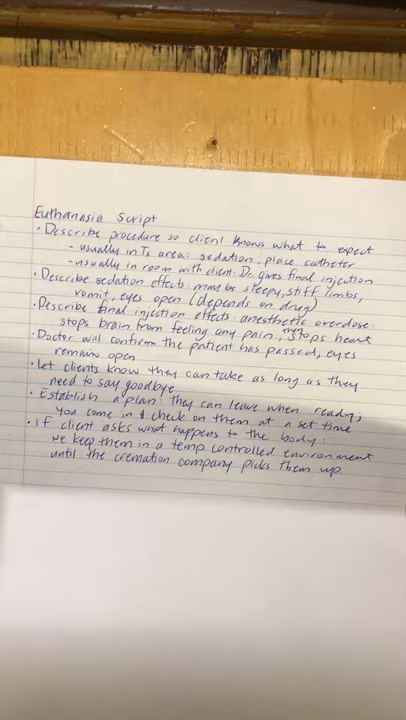 Euthanasia Script
• Describe procedure so client knows what to expect
- usually in Tx area: sedation, place catheter
- usually in room with client: Dr. gives final injection
• Describe sedation effects: may be sleepy, stiff limbs,
vomit, eyes open (depends on drug)
• Describe final injection effects: anesthetic overdose:
stops brain from feeling any pain, then stops heart
• Doctor will confirm the patient has passed, eyes
remain open
• Let clients know they can take as long as they
need to say goodbye
• Establish a plan: they can leave when ready,
you come in & check on them at a set time
• If client asks what happens to the body:
we keep them in a temp controlled environment
until the cremation company picks them up